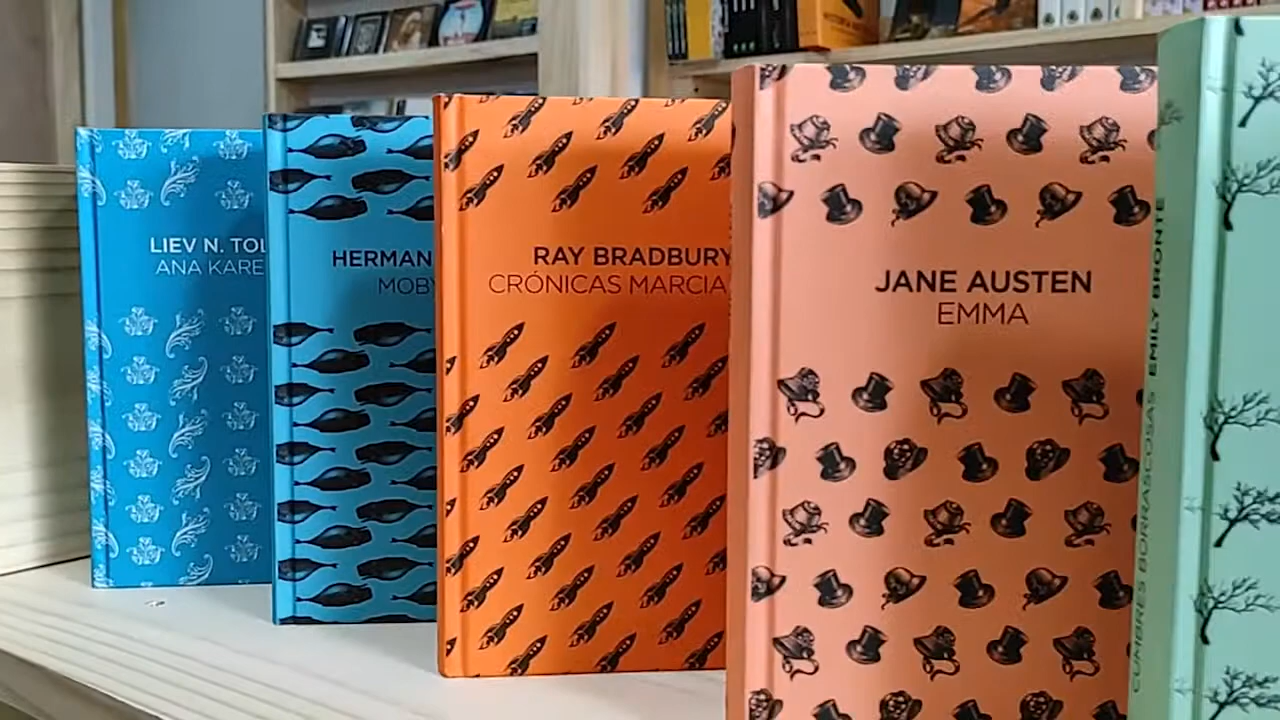 LIEV N. TOL
ANA KARE
HERMAN
MOBY
RAY BRADBURY
CRÓNICAS MARCIA
JANE AUSTEN
EMMA
CUMBRES BORRASCOSAS EMILY BRONTË